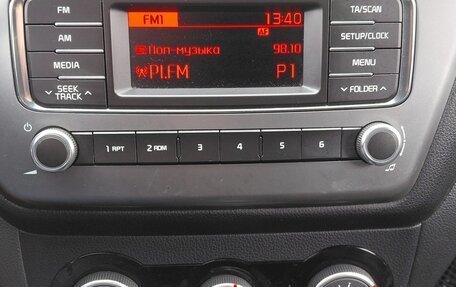 FM
FM1 13:40
TA/SCAN
AF
AM
Поп-музыка 98.10
SETUP/CLOCK
MEDIA
PI.FM P1
MENU
SEEK TRACK
FOLDER
1 RPT 2 RDM 3 4 5 6